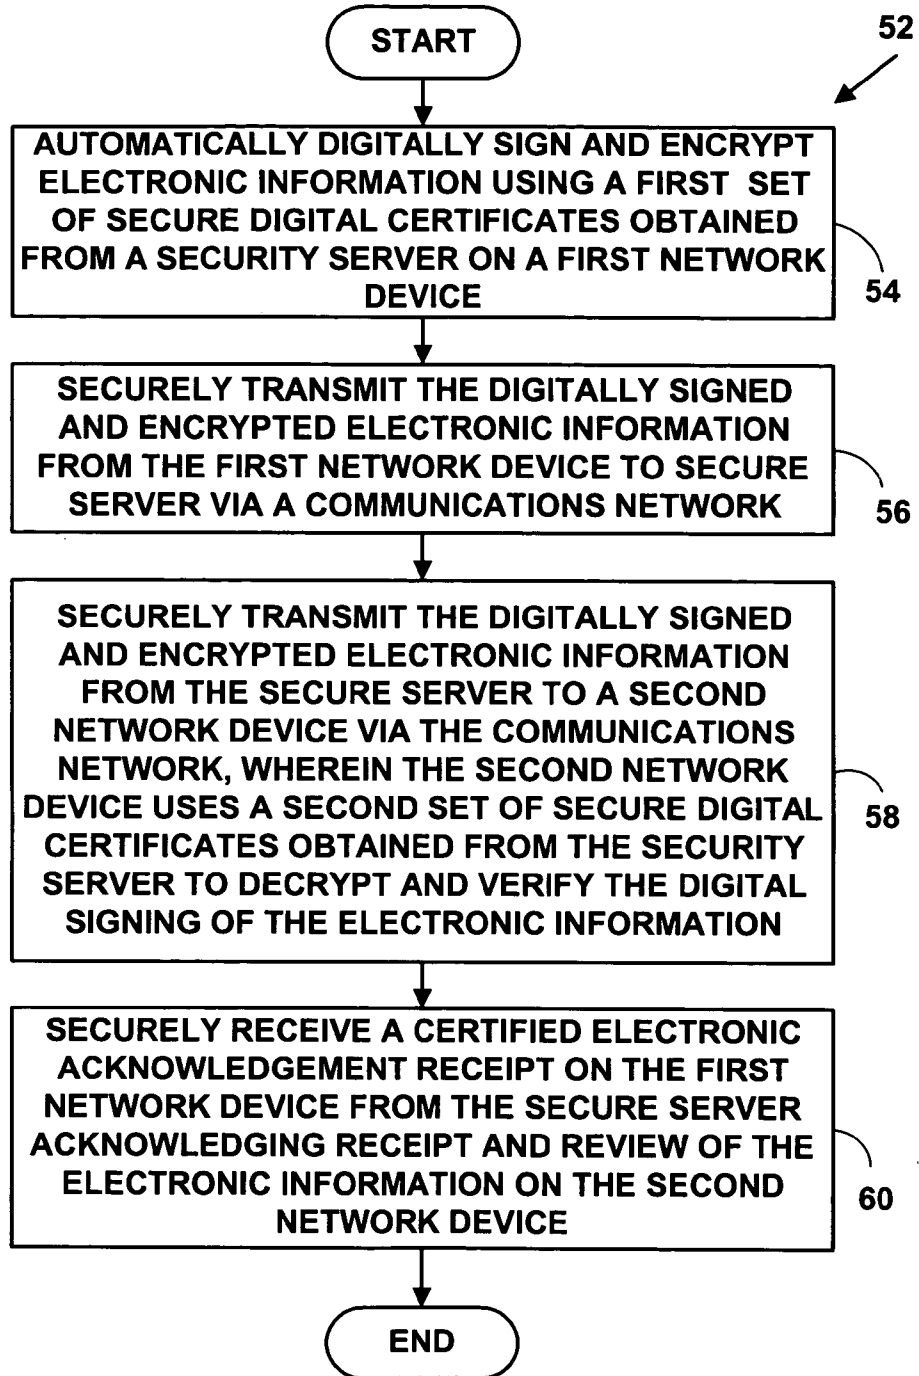 START
52
AUTOMATICALLY DIGITALLY SIGN AND ENCRYPT
ELECTRONIC INFORMATION USING A FIRST SET
OF SECURE DIGITAL CERTIFICATES OBTAINED
FROM A SECURITY SERVER ON A FIRST NETWORK
DEVICE
54
SECURELY TRANSMIT THE DIGITALLY SIGNED
AND ENCRYPTED ELECTRONIC INFORMATION
FROM THE FIRST NETWORK DEVICE TO SECURE
SERVER VIA A COMMUNICATIONS NETWORK
56
SECURELY TRANSMIT THE DIGITALLY SIGNED
AND ENCRYPTED ELECTRONIC INFORMATION
FROM THE SECURE SERVER TO A SECOND
NETWORK DEVICE VIA THE COMMUNICATIONS
NETWORK, WHEREIN THE SECOND NETWORK
DEVICE USES A SECOND SET OF SECURE DIGITAL
CERTIFICATES OBTAINED FROM THE SECURITY
SERVER TO DECRYPT AND VERIFY THE DIGITAL
SIGNING OF THE ELECTRONIC INFORMATION
58
SECURELY RECEIVE A CERTIFIED ELECTRONIC
ACKNOWLEDGEMENT RECEIPT ON THE FIRST
NETWORK DEVICE FROM THE SECURE SERVER
ACKNOWLEDGING RECEIPT AND REVIEW OF THE
ELECTRONIC INFORMATION ON THE SECOND
NETWORK DEVICE
60
END